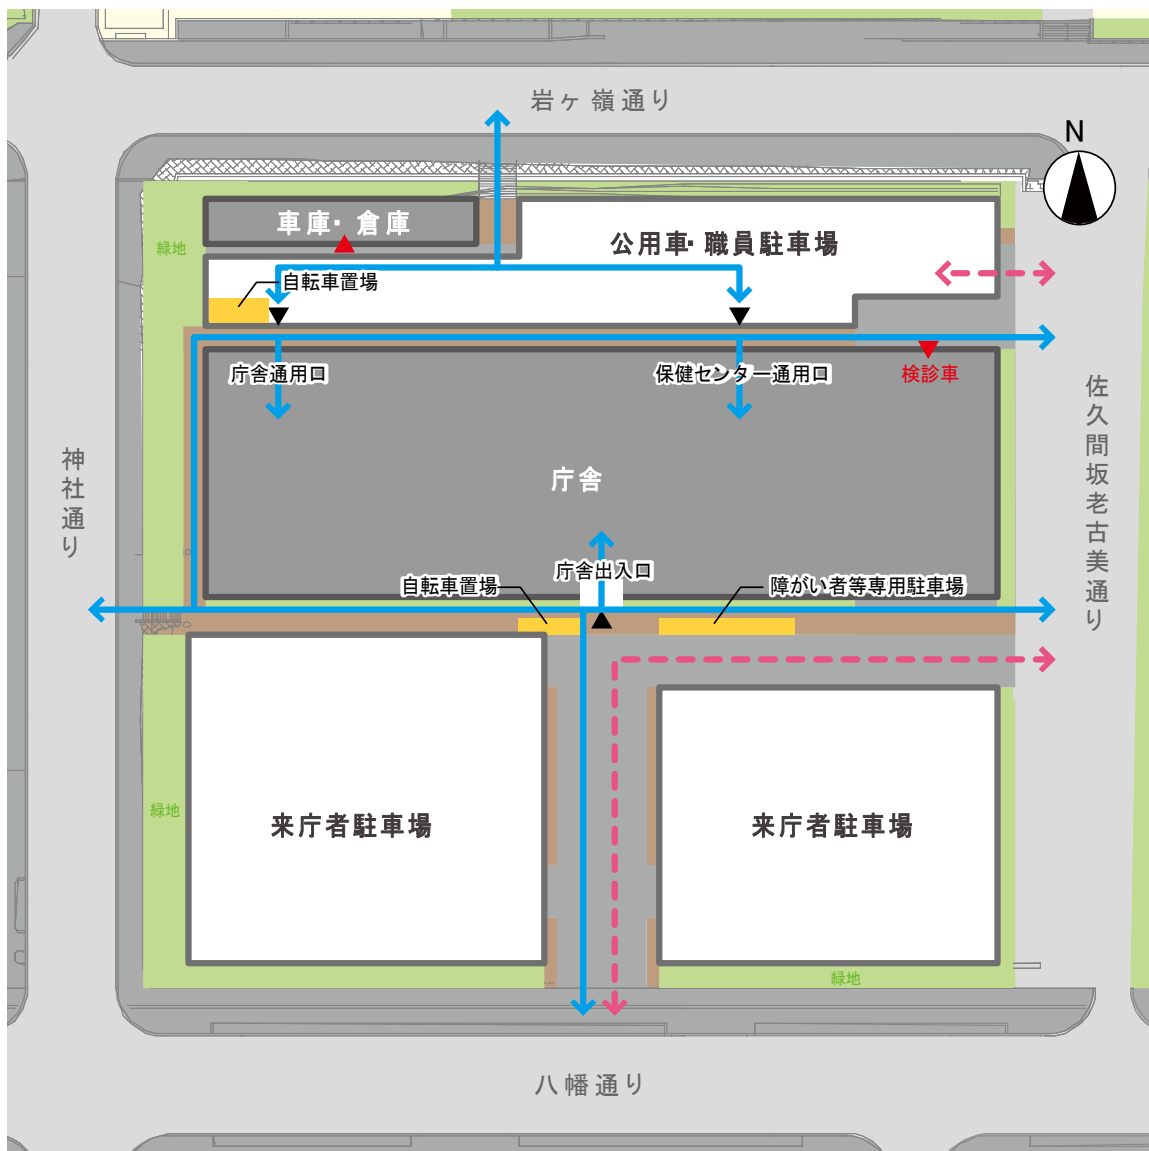 岩ヶ嶺通り
N
車庫・倉庫
公用車・職員駐車場
緑地
自転車置場
庁舎通用口
保健センター通用口
検診車
佐久間坂老古美通り
神社通り
庁舎
庁舎出入口
自転車置場
障がい者等専用駐車場
緑地
来庁者駐車場
来庁者駐車場
緑地
八幡通り